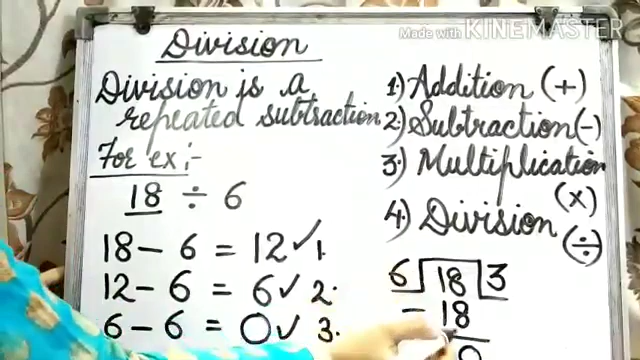 Made with KINEMASTER
Division
Division is a
repeated subtraction
For ex:-
18 ÷ 6
18 - 6 = 12 ✓ 1.
12 - 6 = 6 ✓ 2.
6 - 6 = 0 ✓ 3.
1.) Addition (+)
2.) Subtraction (-)
3.) Multiplication
(x)
4.) Division
(÷)
6 18 3
- 18
0